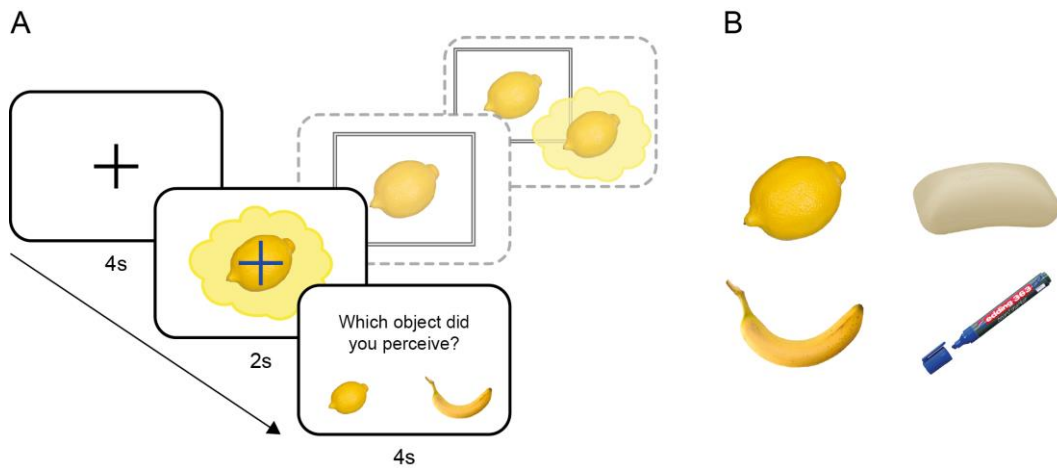 A
B
4s
2s
Which object did
you perceive?
4s
edding 363